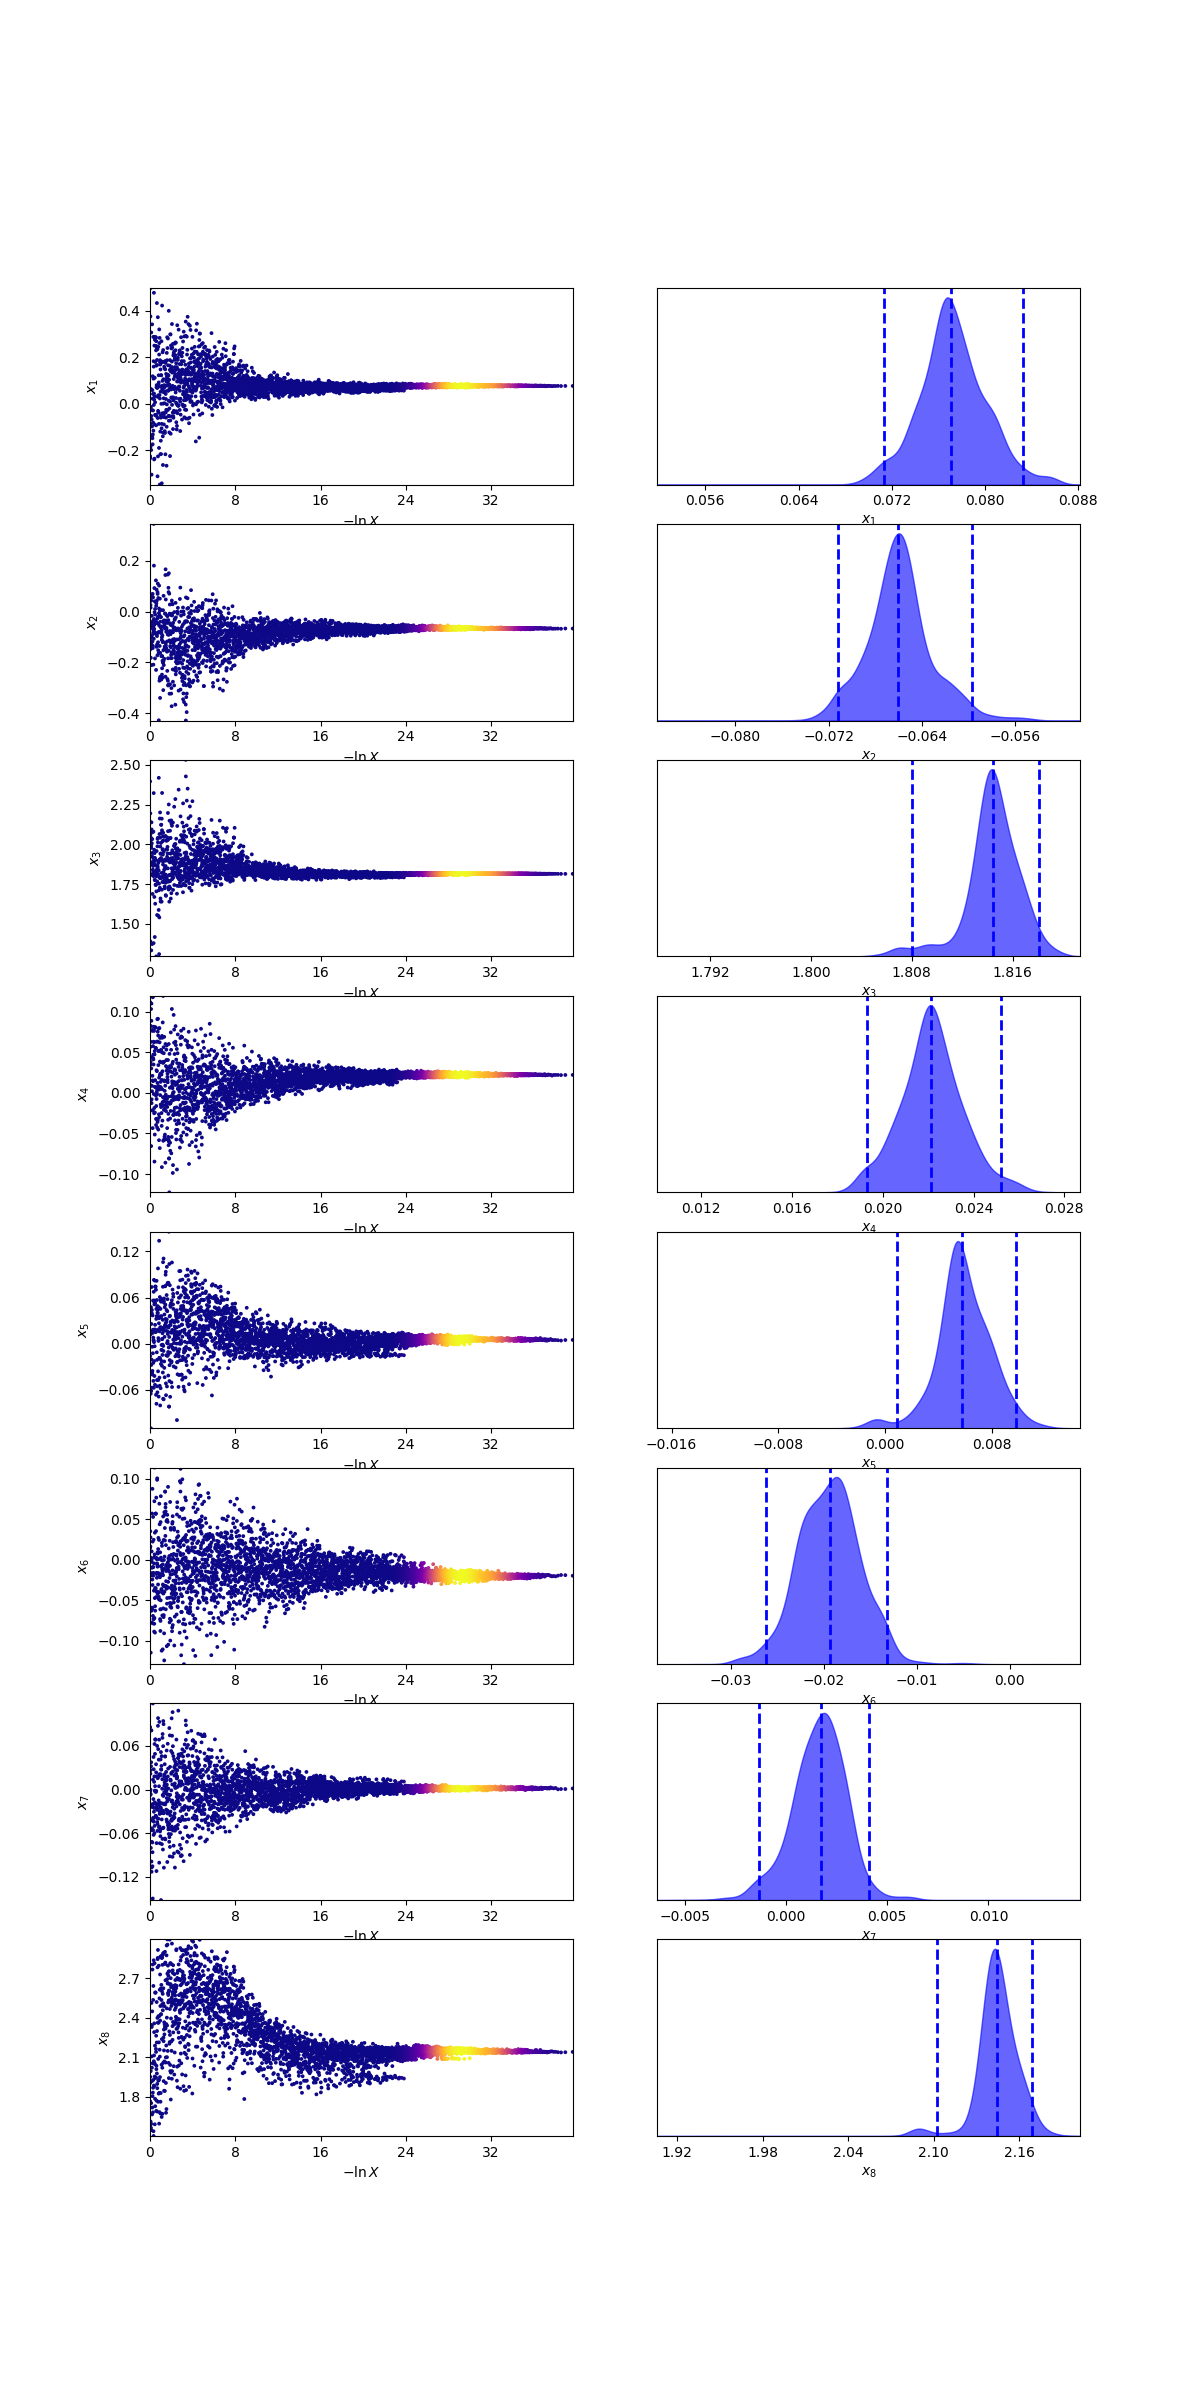 0.4
0.2
0.0
−0.2
x₁
0 8 16 24 32
−ln X
0.056 0.064 0.072 0.080 0.088
x₁
0.2
0.0
−0.2
−0.4
x₂
0 8 16 24 32
−ln X
−0.080 −0.072 −0.064 −0.056
x₂
2.50
2.25
2.00
1.75
1.50
x₃
0 8 16 24 32
−ln X
1.792 1.800 1.808 1.816
x₃
0.10
0.05
0.00
−0.05
−0.10
x₄
0 8 16 24 32
−ln X
0.012 0.016 0.020 0.024 0.028
x₄
0.12
0.06
0.00
−0.06
x₅
0 8 16 24 32
−ln X
−0.016 −0.008 0.000 0.008
x₅
0.10
0.05
0.00
−0.05
−0.10
x₆
0 8 16 24 32
−ln X
−0.03 −0.02 −0.01 0.00
x₆
0.06
0.00
−0.06
−0.12
x₇
0 8 16 24 32
−ln X
−0.005 0.000 0.005 0.010
x₇
2.7
2.4
2.1
1.8
x₈
0 8 16 24 32
−ln X
1.92 1.98 2.04 2.10 2.16
x₈